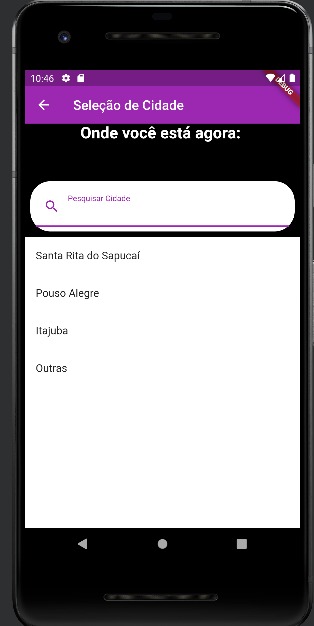 10:46
DEBUG
Seleção de Cidade
Onde você está agora:
Pesquisar Cidade
Santa Rita do Sapucaí
Pouso Alegre
Itajuba
Outras